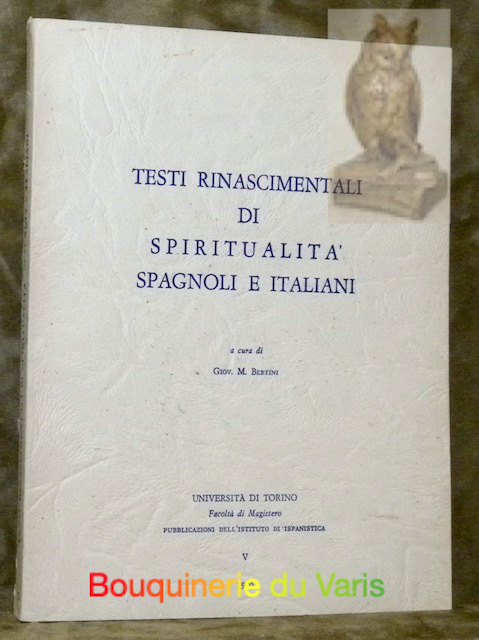 TESTI RINASCIMENTALI
DI
SPIRITUALITA'
SPAGNOLI E ITALIANI
a cura di
GIOV. M. BERTINI
UNIVERSITÀ DI TORINO
Facoltà di Magistero
PUBBLICAZIONI DELL'ISTITUTO DI ISPANISTICA
V
Bouquinerie du Varis